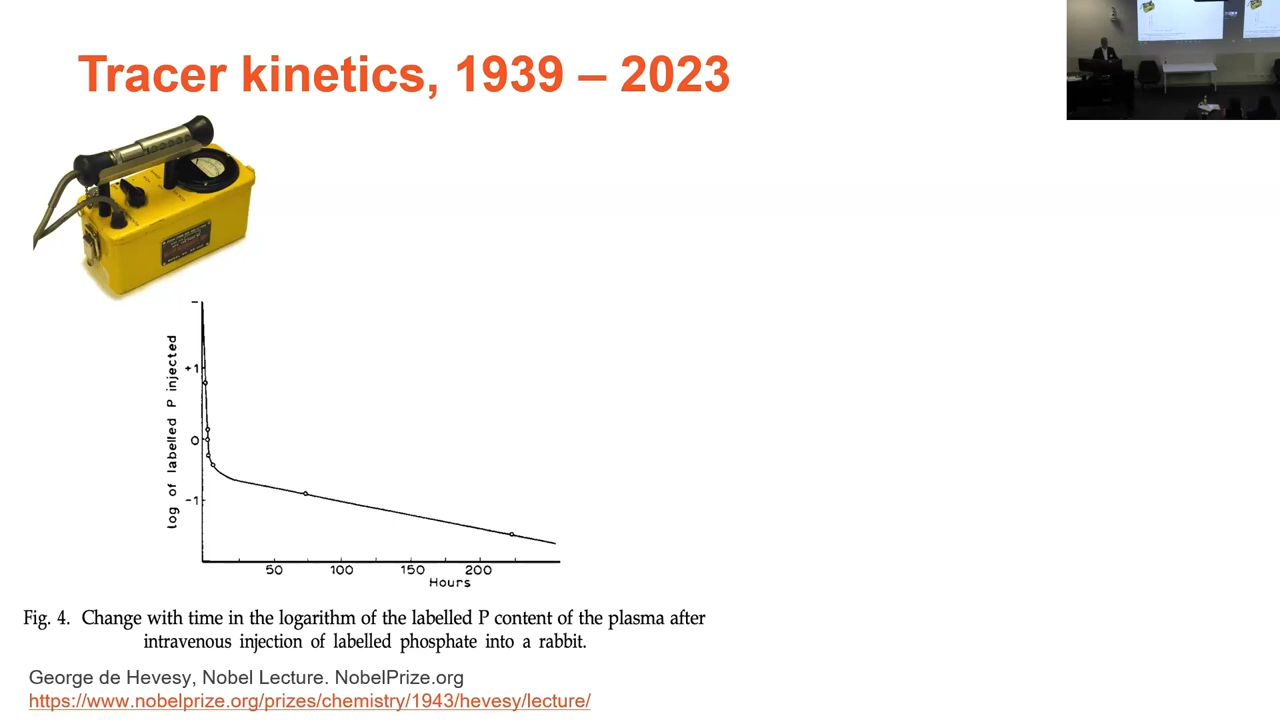 Tracer kinetics, 1939 – 2023
log of labelled P injected
+1
0
−1
50 100 150 200
Hours
Fig. 4. Change with time in the logarithm of the labelled P content of the plasma after
intravenous injection of labelled phosphate into a rabbit.
George de Hevesy, Nobel Lecture. NobelPrize.org
https://www.nobelprize.org/prizes/chemistry/1943/hevesy/lecture/